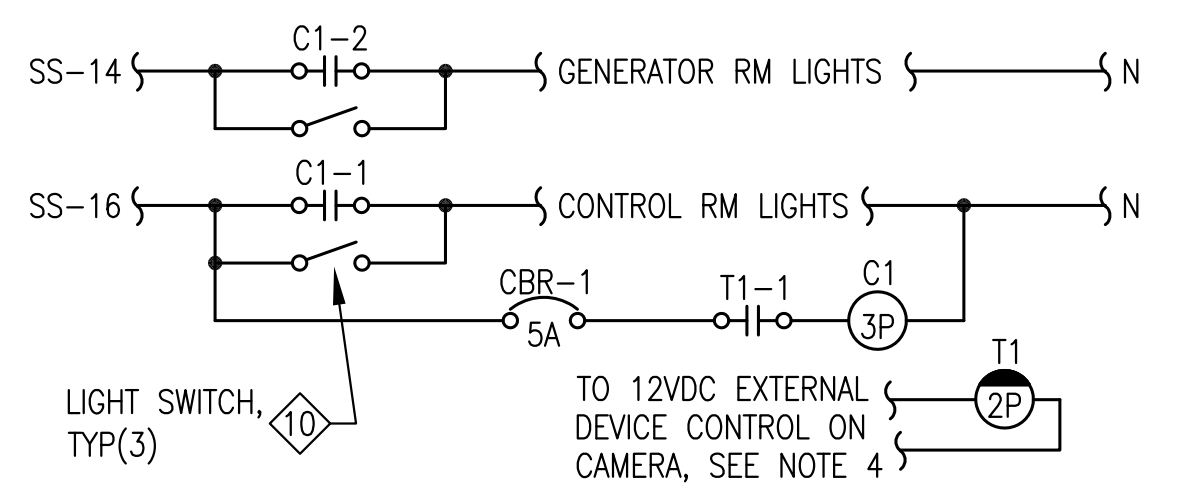 C1-2
SS-14
GENERATOR RM LIGHTS
N
C1-1
SS-16
CONTROL RM LIGHTS
N
CBR-1
5A
T1-1
C1
3P
T1
2P
LIGHT SWITCH,
TYP(3)
10
TO 12VDC EXTERNAL
DEVICE CONTROL ON
CAMERA, SEE NOTE 4